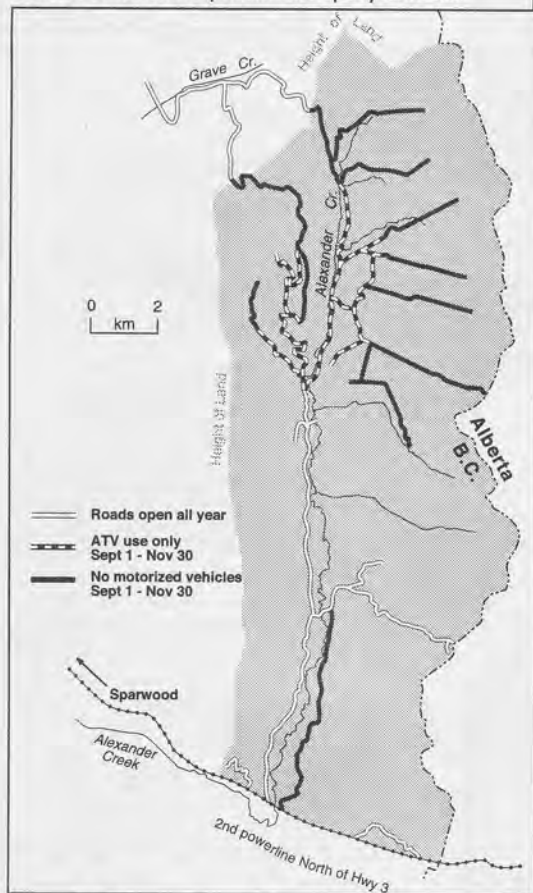 Height of
Land
Grave Cr.
Alexander Cr.
0 2
km
Height of Land
Alberta
B.C.
Roads open all year
ATV use only
Sept 1 - Nov 30
No motorized vehicles
Sept 1 - Nov 30
Sparwood
Alexander
Creek
2nd powerline North of Hwy 3